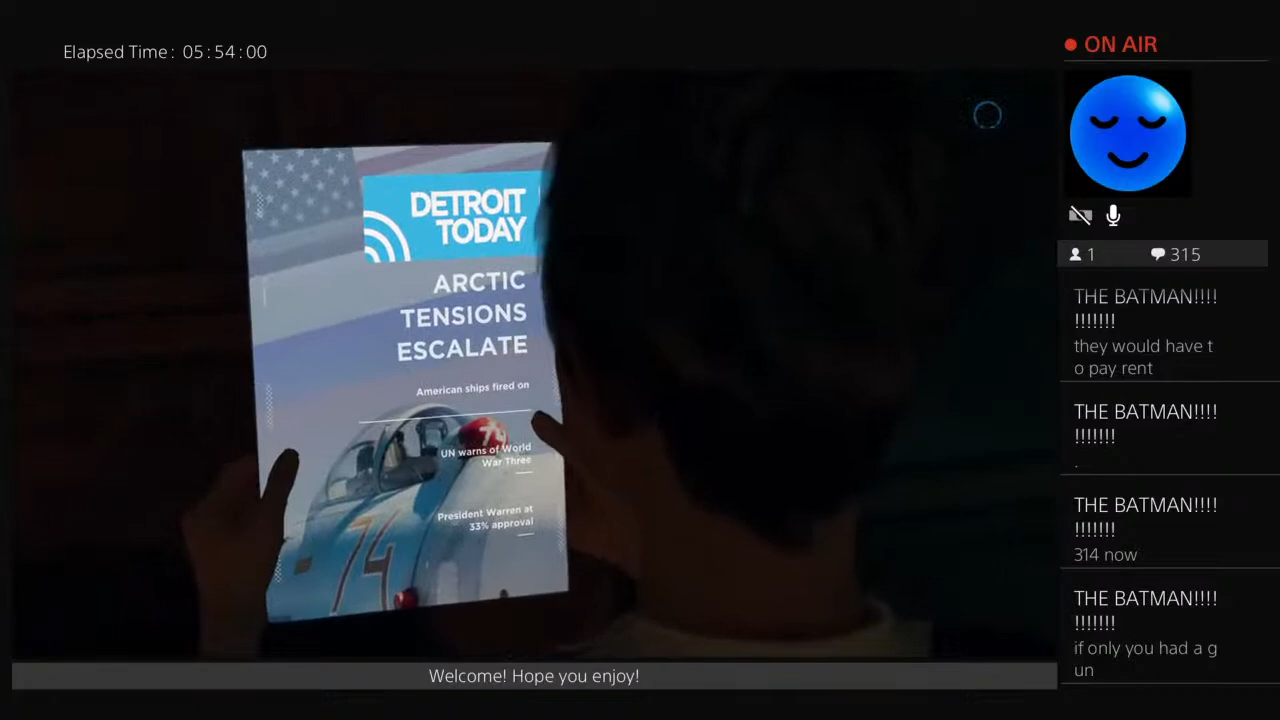 Elapsed Time: 05:54:00
ON AIR
DETROIT
TODAY
ARCTIC
TENSIONS
ESCALATE
American ships fired on
74
UN warns of World
War Three
President Warren at
33% approval
74
1
315
THE BATMAN!!!!
!!!!!!!
they would have t
o pay rent
THE BATMAN!!!!
!!!!!!!
.
THE BATMAN!!!!
!!!!!!!
314 now
THE BATMAN!!!!
!!!!!!!
if only you had a g
un
Welcome! Hope you enjoy!